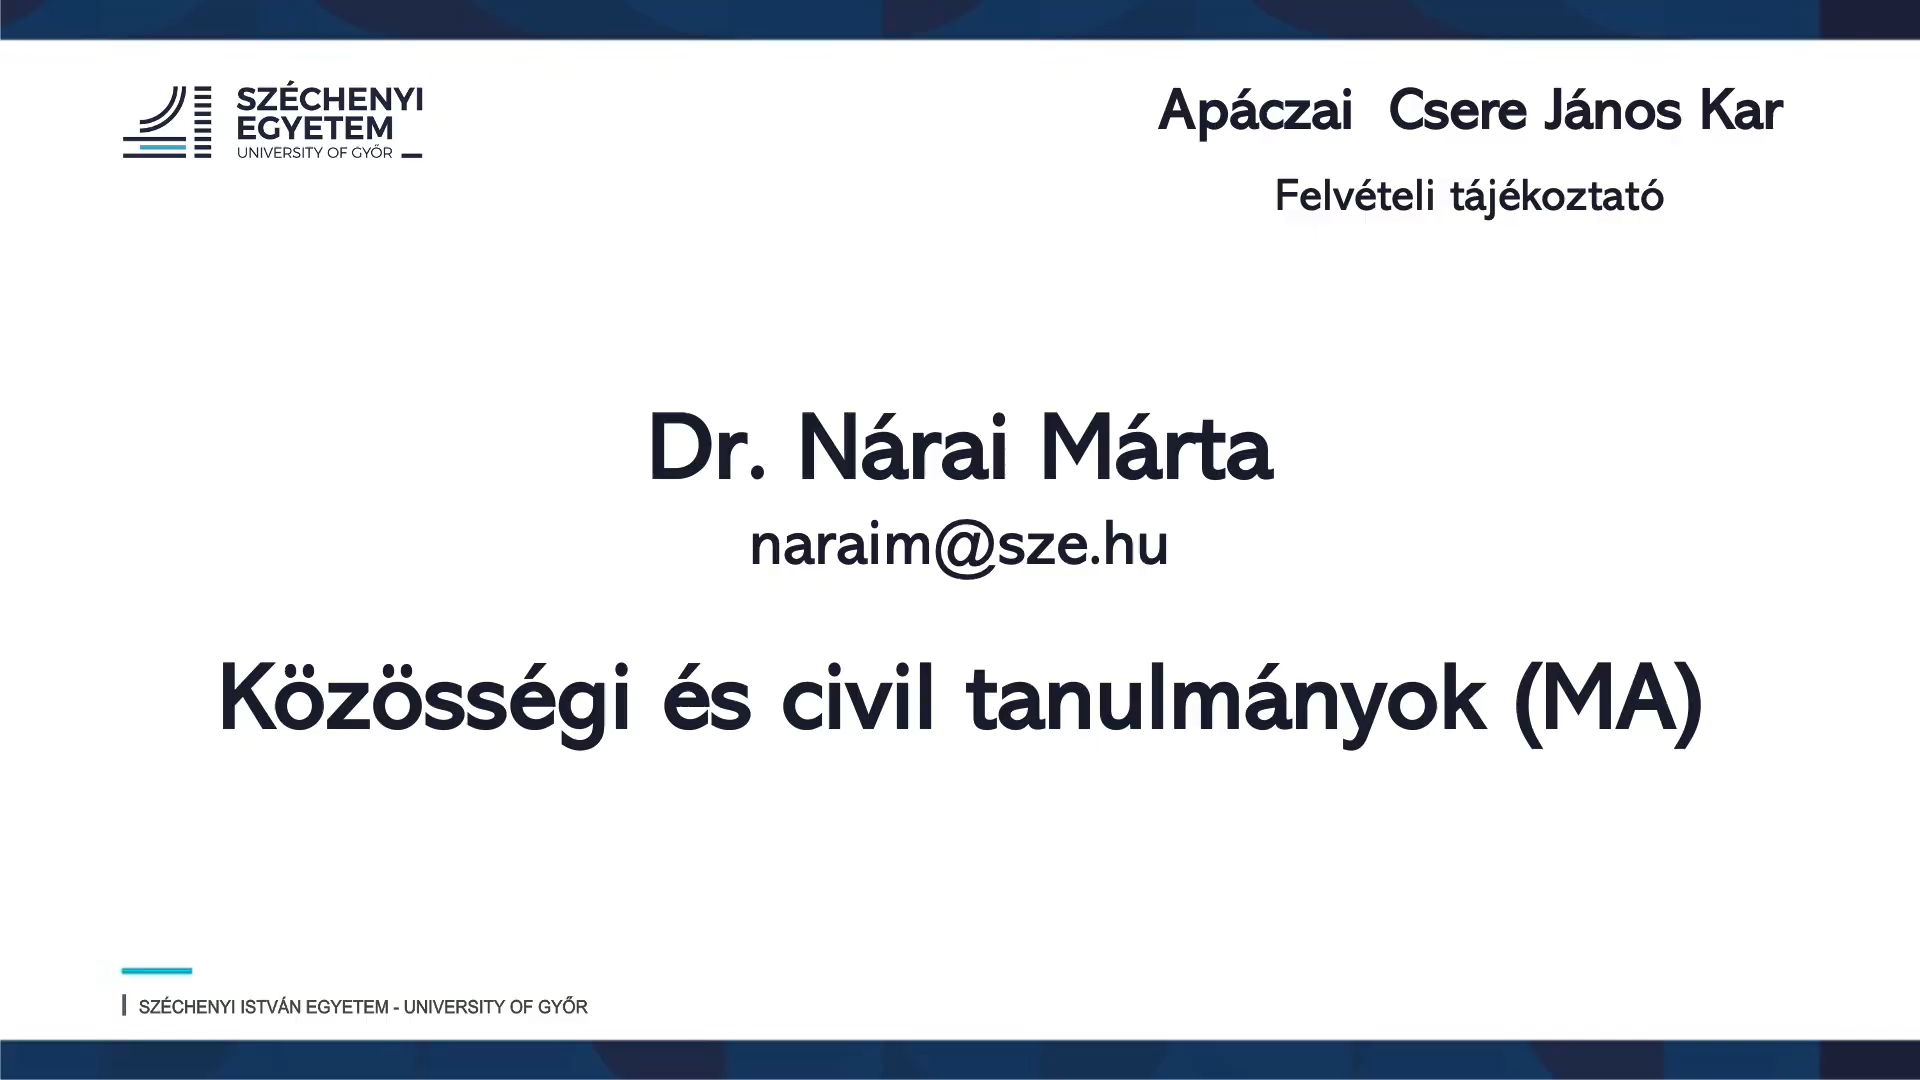 SZÉCHENYI
EGYETEM
UNIVERSITY OF GYŐR
Apáczai  Csere János Kar
Felvételi tájékoztató
Dr. Nárai Márta
naraim@sze.hu
Közösségi és civil tanulmányok (MA)
SZÉCHENYI ISTVÁN EGYETEM - UNIVERSITY OF GYŐR